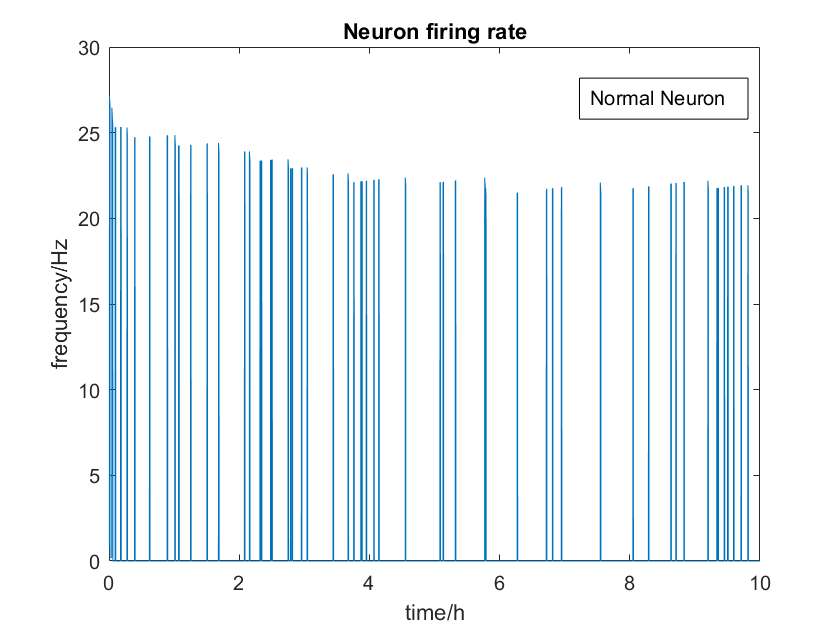 Neuron firing rate
30
Normal Neuron
25
20
frequency/Hz
15
10
5
0
0 2 4 6 8 10
time/h